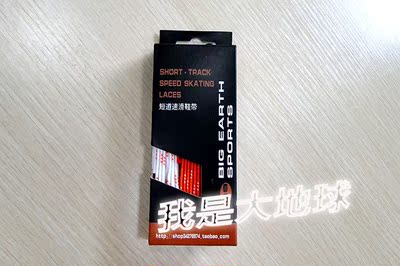 SHORT·TRACK
SPEED SKATING
LACES
短道速滑鞋带
BIG EARTH
SPORTS
我是大地球
http://shop34276974.taobao.com